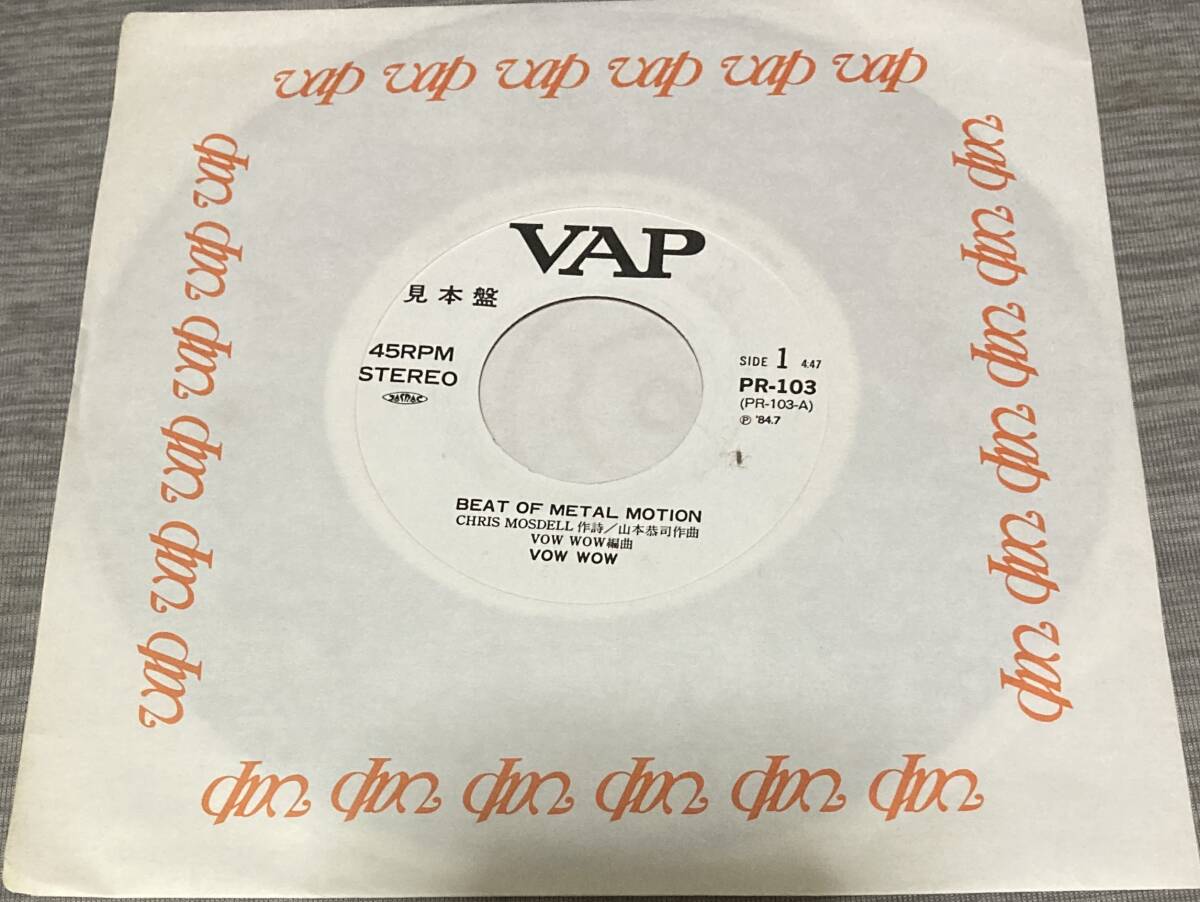 vap vap vap vap vap vap
vap vap vap vap vap
vap vap vap vap vap vap
VAP
見本盤
45RPM
STEREO
JASRAC
SIDE 1 4:47
PR-103
(PR-103-A)
Ⓟ '84.7
BEAT OF METAL MOTION
CHRIS MOSDELL 作詩／山本恭司作曲
VOW WOW編曲
VOW WOW
vap vap vap vap vap vap